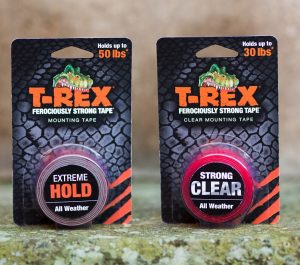 Holds up to
50 lbs*
T-REX
FEROCIOUSLY STRONG TAPE
MOUNTING TAPE
EXTREME
HOLD
All Weather
Holds up to
30 lbs*
T-REX
FEROCIOUSLY STRONG TAPE
CLEAR MOUNTING TAPE
STRONG
CLEAR
All Weather